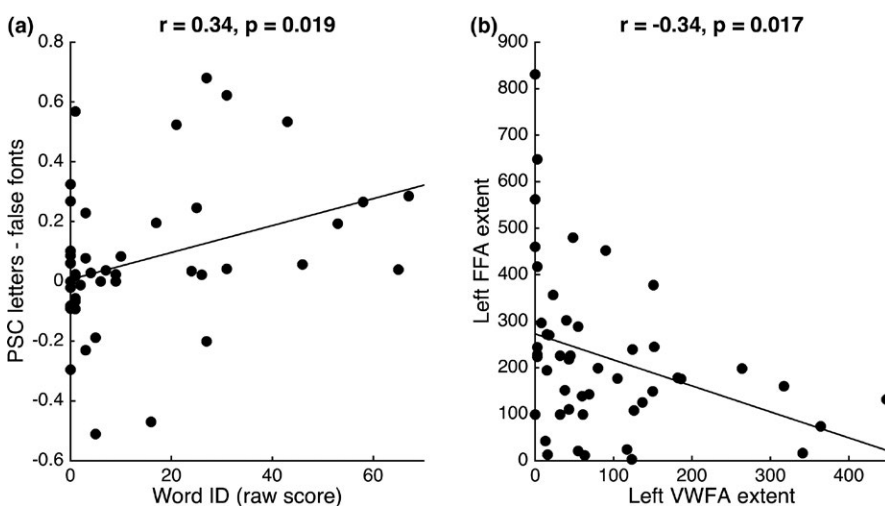 (a) r = 0.34, p = 0.019
PSC letters - false fonts
0.8
0.6
0.4
0.2
0
-0.2
-0.4
-0.6
0 20 40 60
Word ID (raw score)
(b) r = -0.34, p = 0.017
Left FFA extent
900
800
700
600
500
400
300
200
100
0
0 100 200 300 400
Left VWFA extent